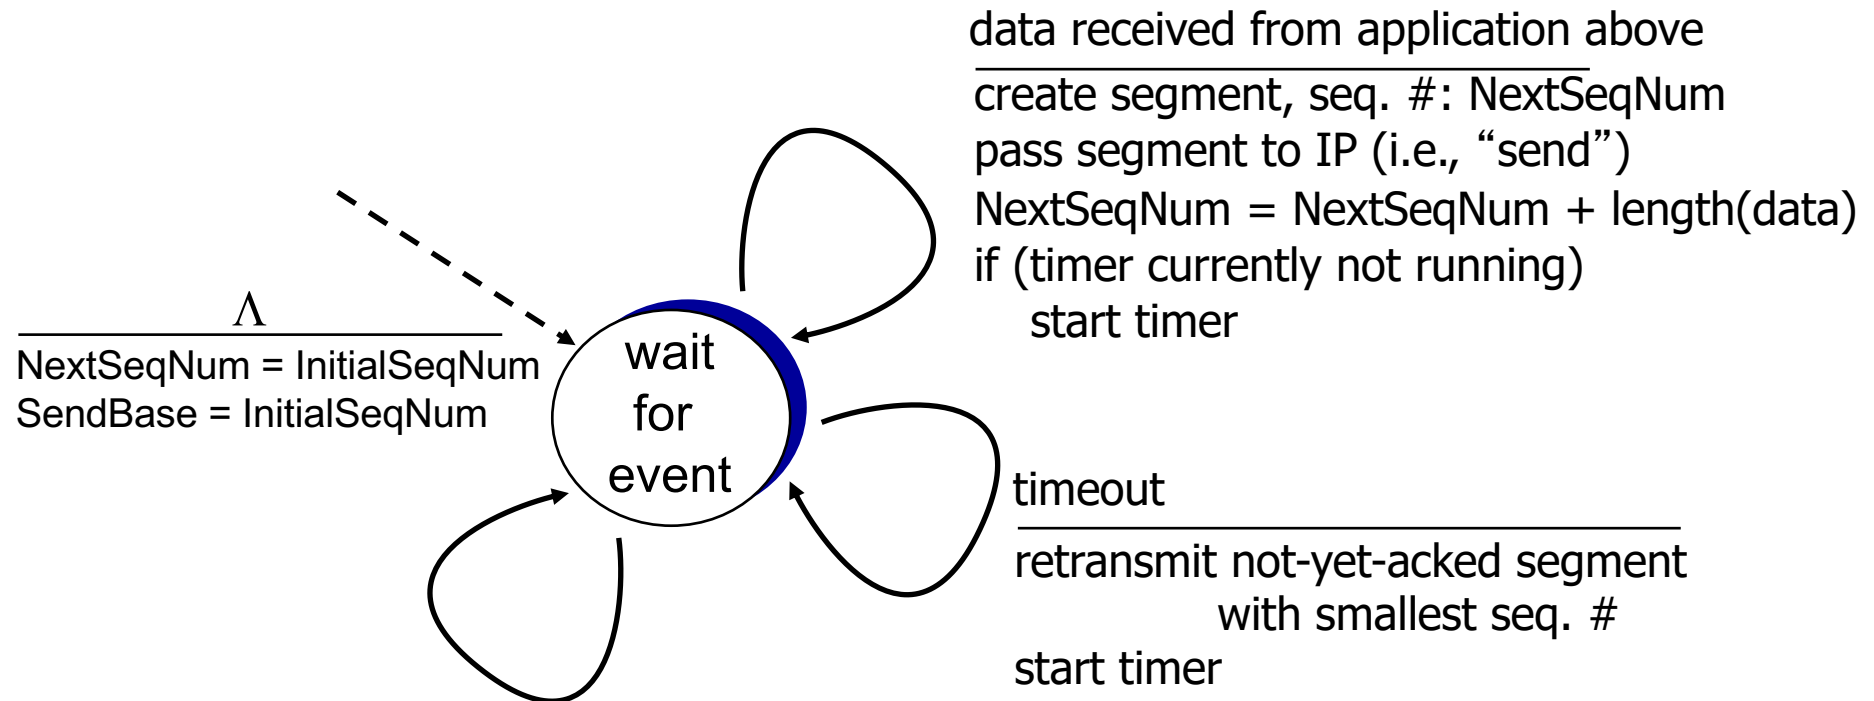 data received from application above
create segment, seq. #: NextSeqNum
pass segment to IP (i.e., “send”)
NextSeqNum = NextSeqNum + length(data)
if (timer currently not running)
start timer
Λ
NextSeqNum = InitialSeqNum
SendBase = InitialSeqNum
wait
for
event
timeout
retransmit not-yet-acked segment
with smallest seq. #
start timer